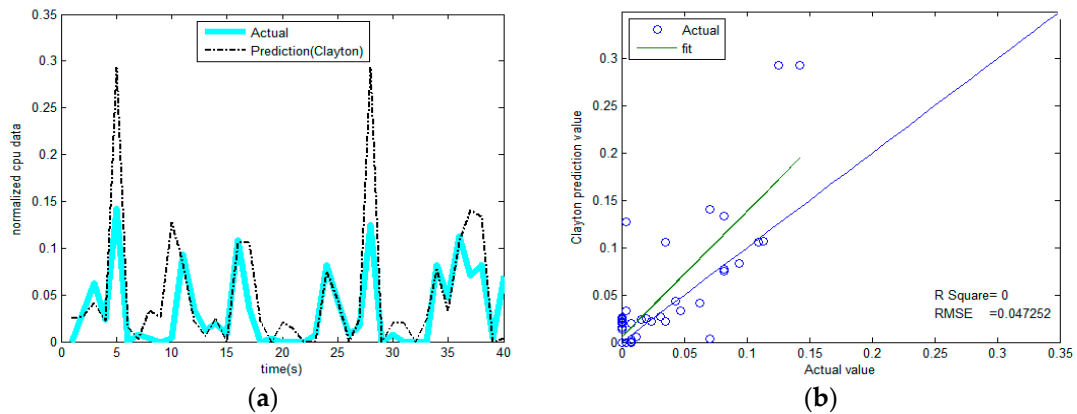 0.35
0.3
0.25
0.2
0.15
0.1
0.05
0
normalized cpu data
Actual
Prediction(Clayton)
0 5 10 15 20 25 30 35 40
time(s)
(a)
0.3
0.25
0.2
0.15
0.1
0.05
0
Clayton prediction value
Actual
fit
R Square= 0
RMSE =0.047252
0 0.05 0.1 0.15 0.2 0.25 0.3 0.35
Actual value
(b)